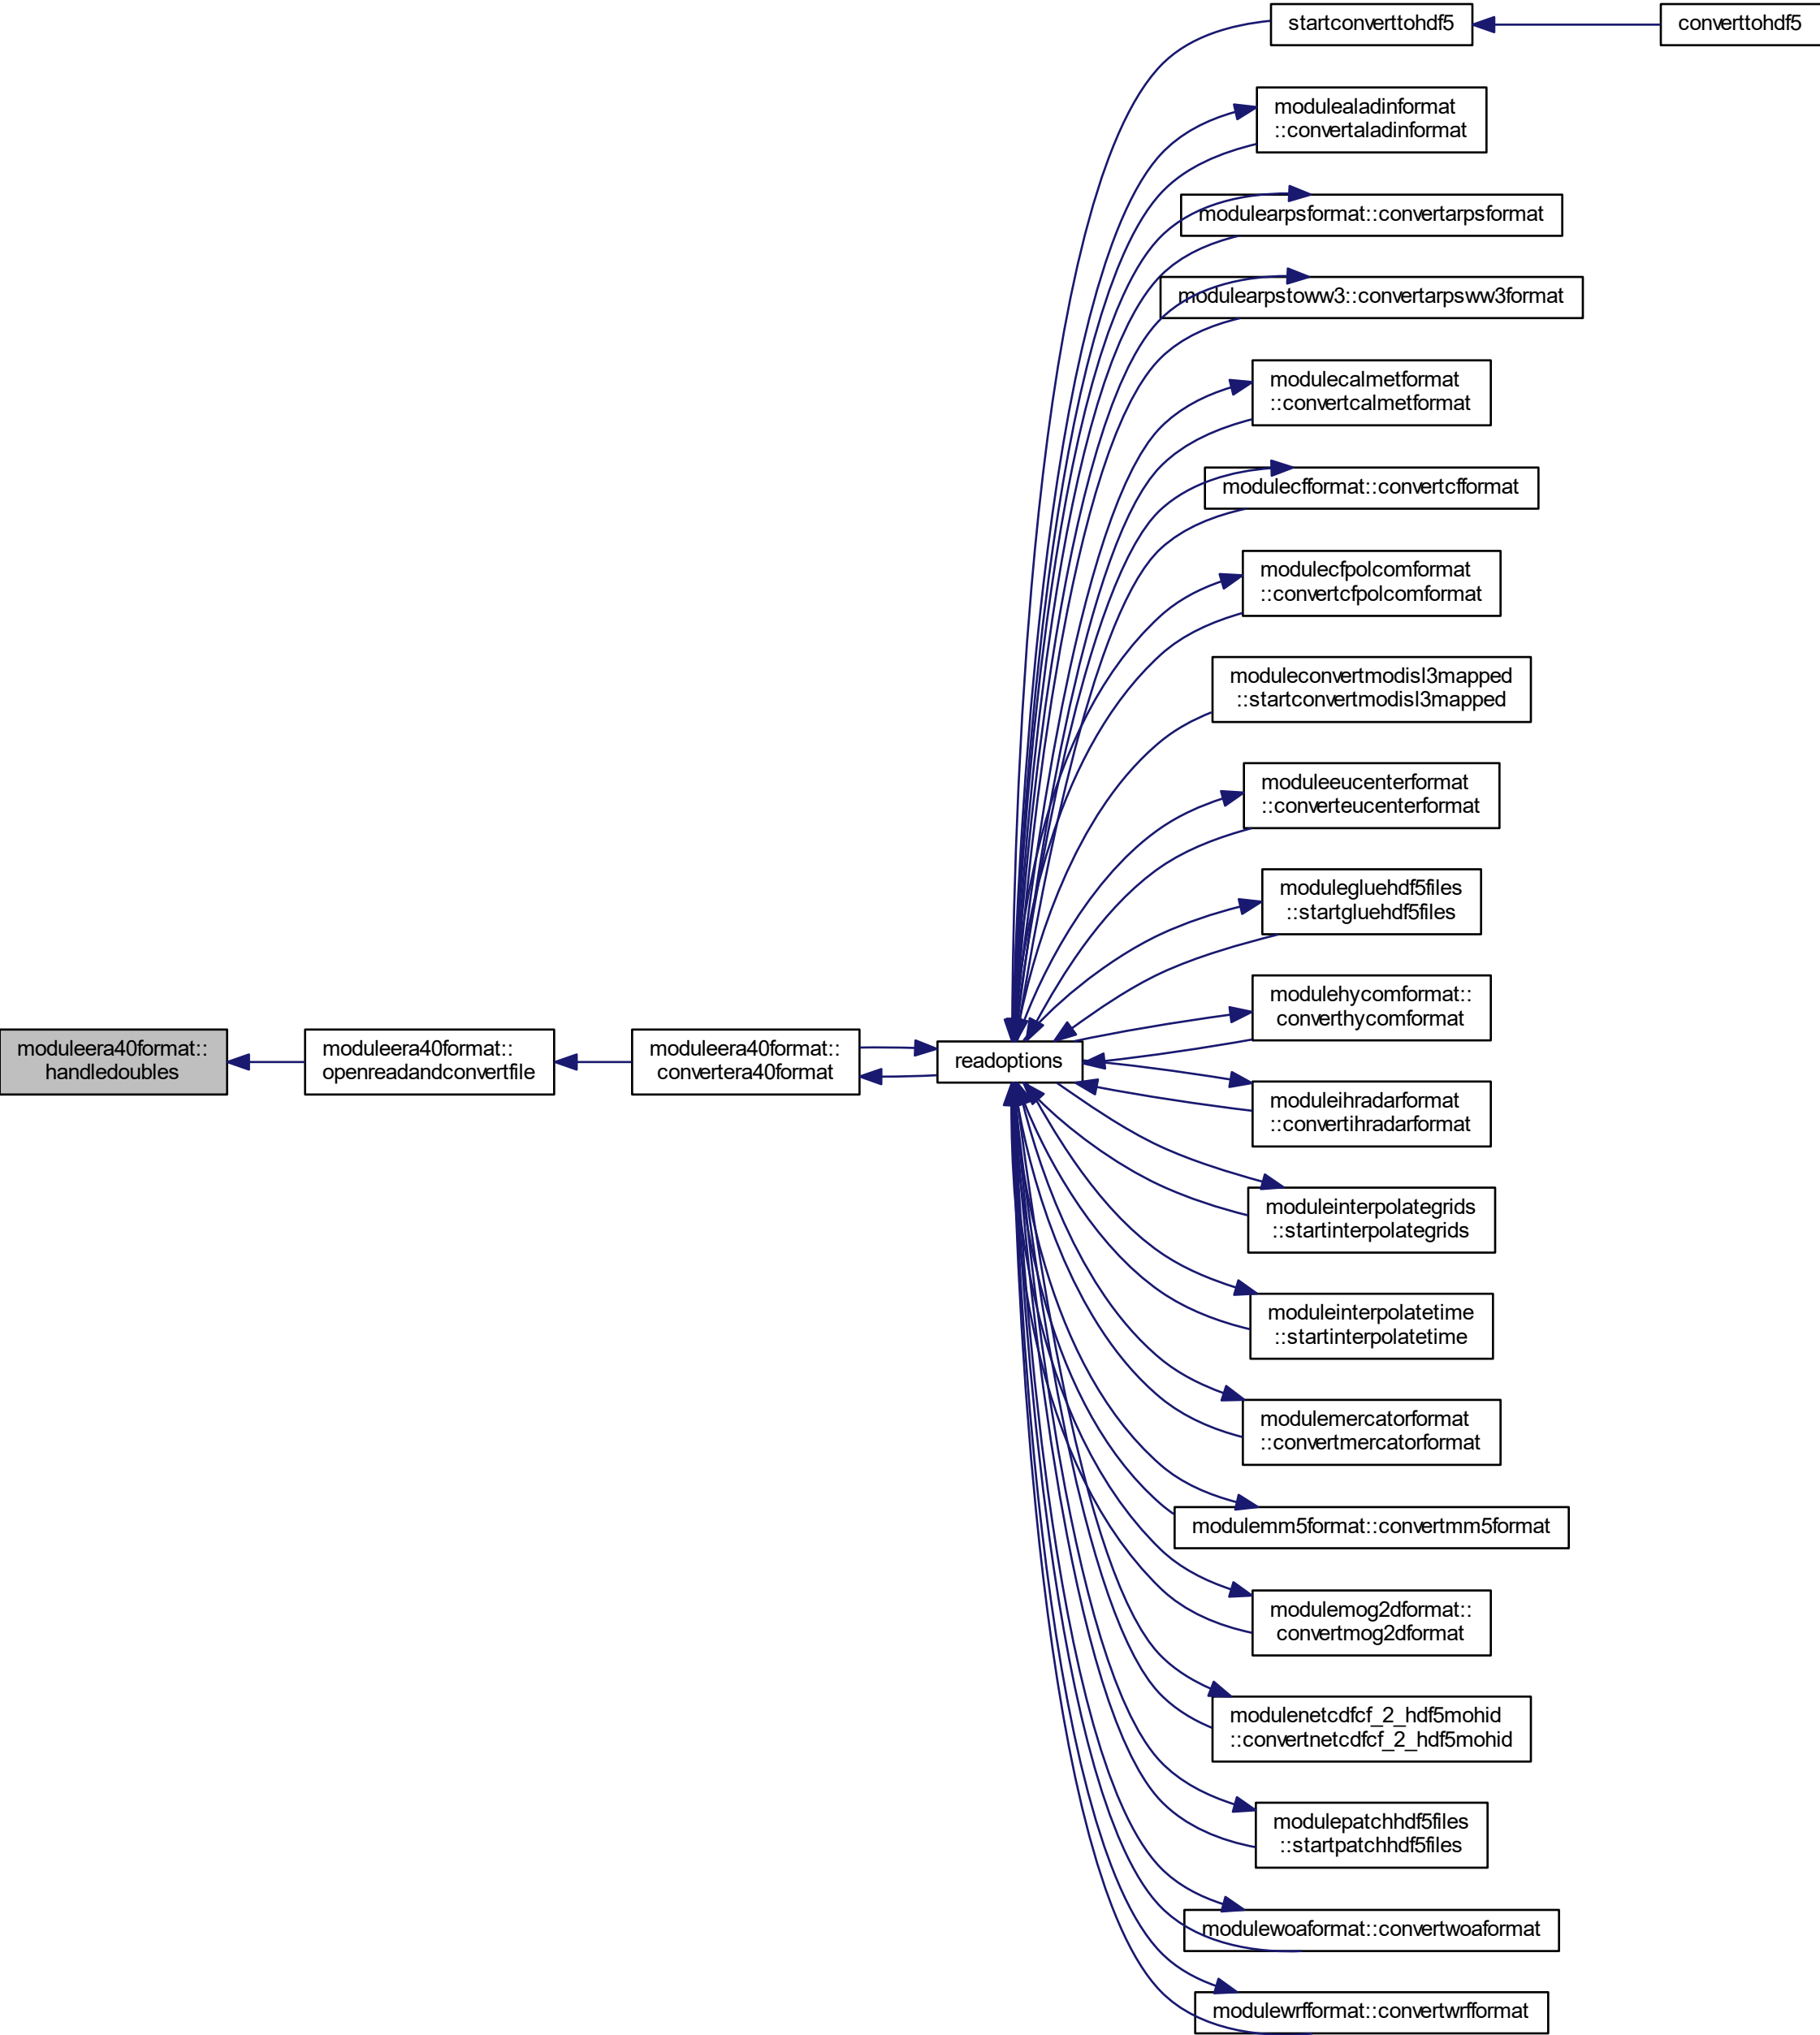 startconverttohdf5
converttohdf5
modulealadinformat
::convertaladinformat
modulearpsformat::convertarpsformat
modulearpstoww3::convertarpsww3format
modulecalmetformat
::convertcalmetformat
modulecfformat::convertcfformat
modulecfpolcomformat
::convertcfpolcomformat
moduleconvertmodisl3mapped
::startconvertmodisl3mapped
moduleeucenterformat
::converteucenterformat
modulegluehdf5files
::startgluehdf5files
modulehycomformat::
converthycomformat
moduleera40format::
handledoubles
moduleera40format::
openreadandconvertfile
moduleera40format::
convertera40format
readoptions
moduleihradarformat
::convertihradarformat
moduleinterpolategrids
::startinterpolategrids
moduleinterpolatetime
::startinterpolatetime
modulemercatorformat
::convertmercatorformat
modulemm5format::convertmm5format
modulemog2dformat::
convertmog2dformat
modulenetcdfcf_2_hdf5mohid
::convertnetcdfcf_2_hdf5mohid
modulepatchhdf5files
::startpatchhdf5files
modulewoaformat::convertwoaformat
modulewrfformat::convertwrfformat